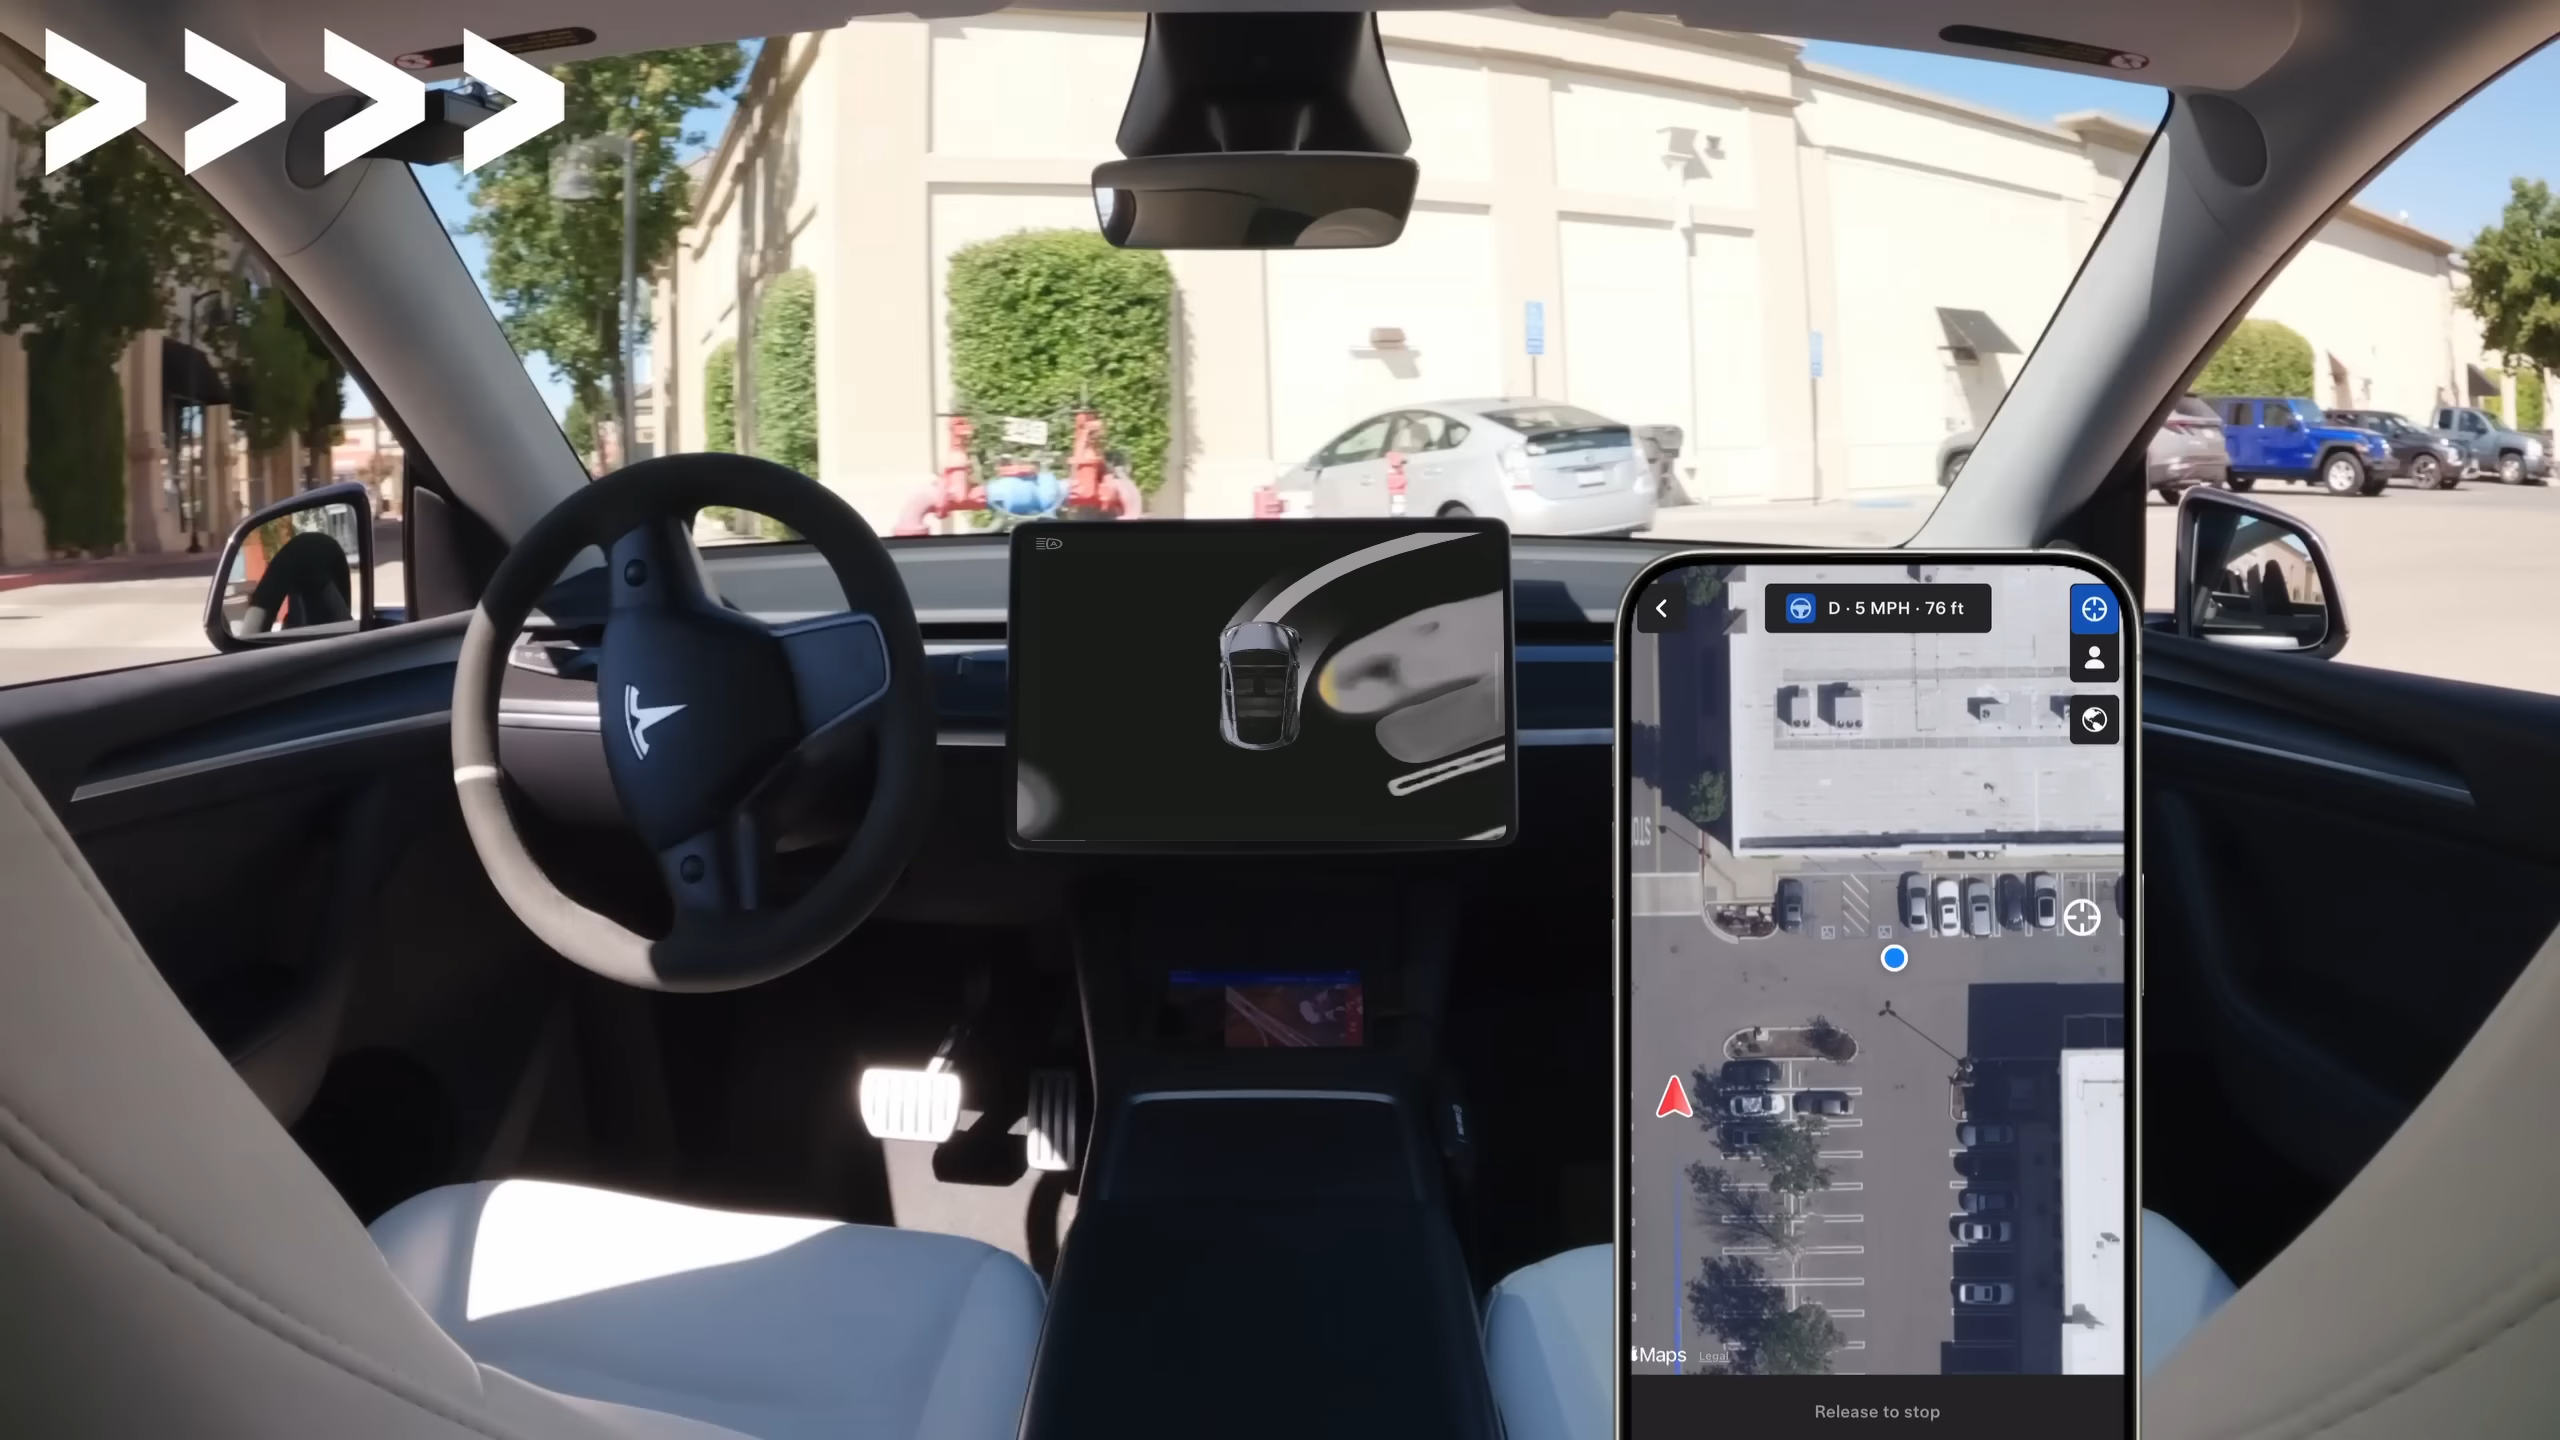 > > > >
D · 5 MPH · 76 ft
Maps
Legal
Release to stop